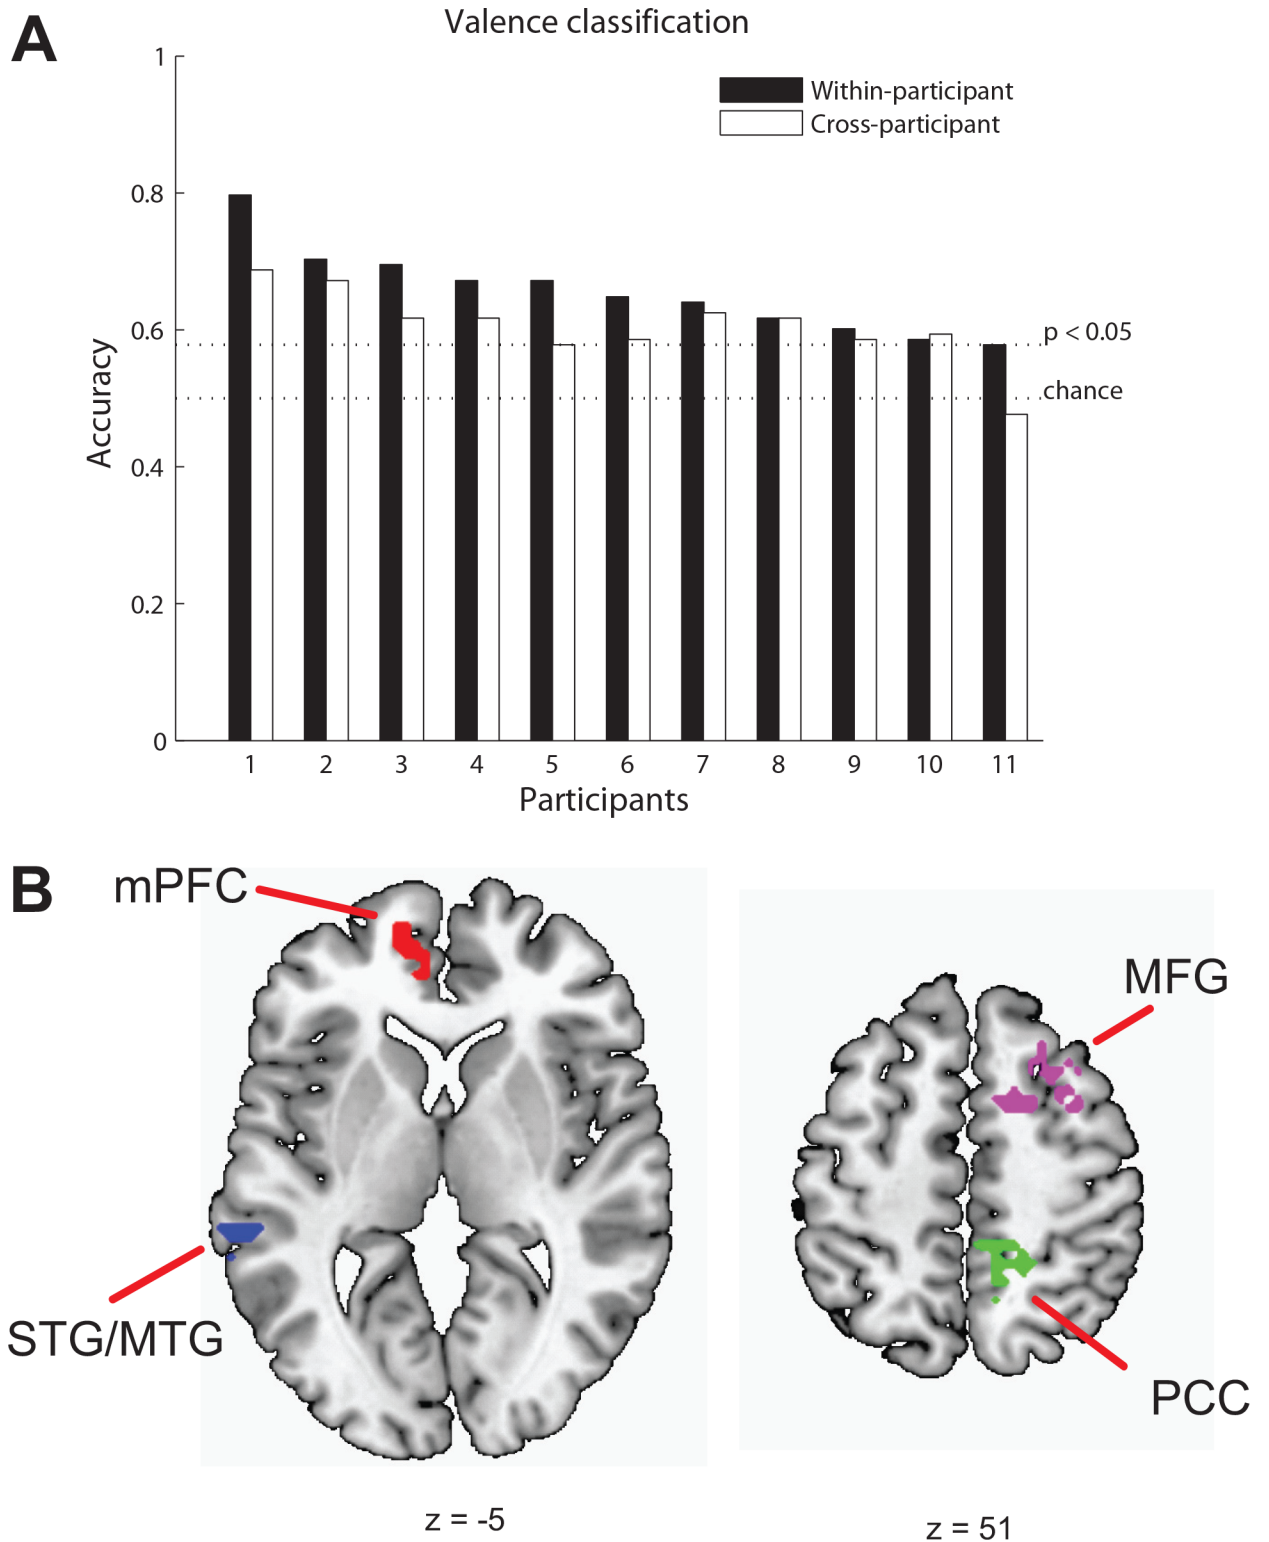 A
Valence classification
1
Within-participant
Cross-participant
0.8
0.6
p < 0.05
chance
Accuracy
0.4
0.2
0
1 2 3 4 5 6 7 8 9 10 11
Participants
B
mPFC
MFG
STG/MTG
PCC
z = -5
z = 51